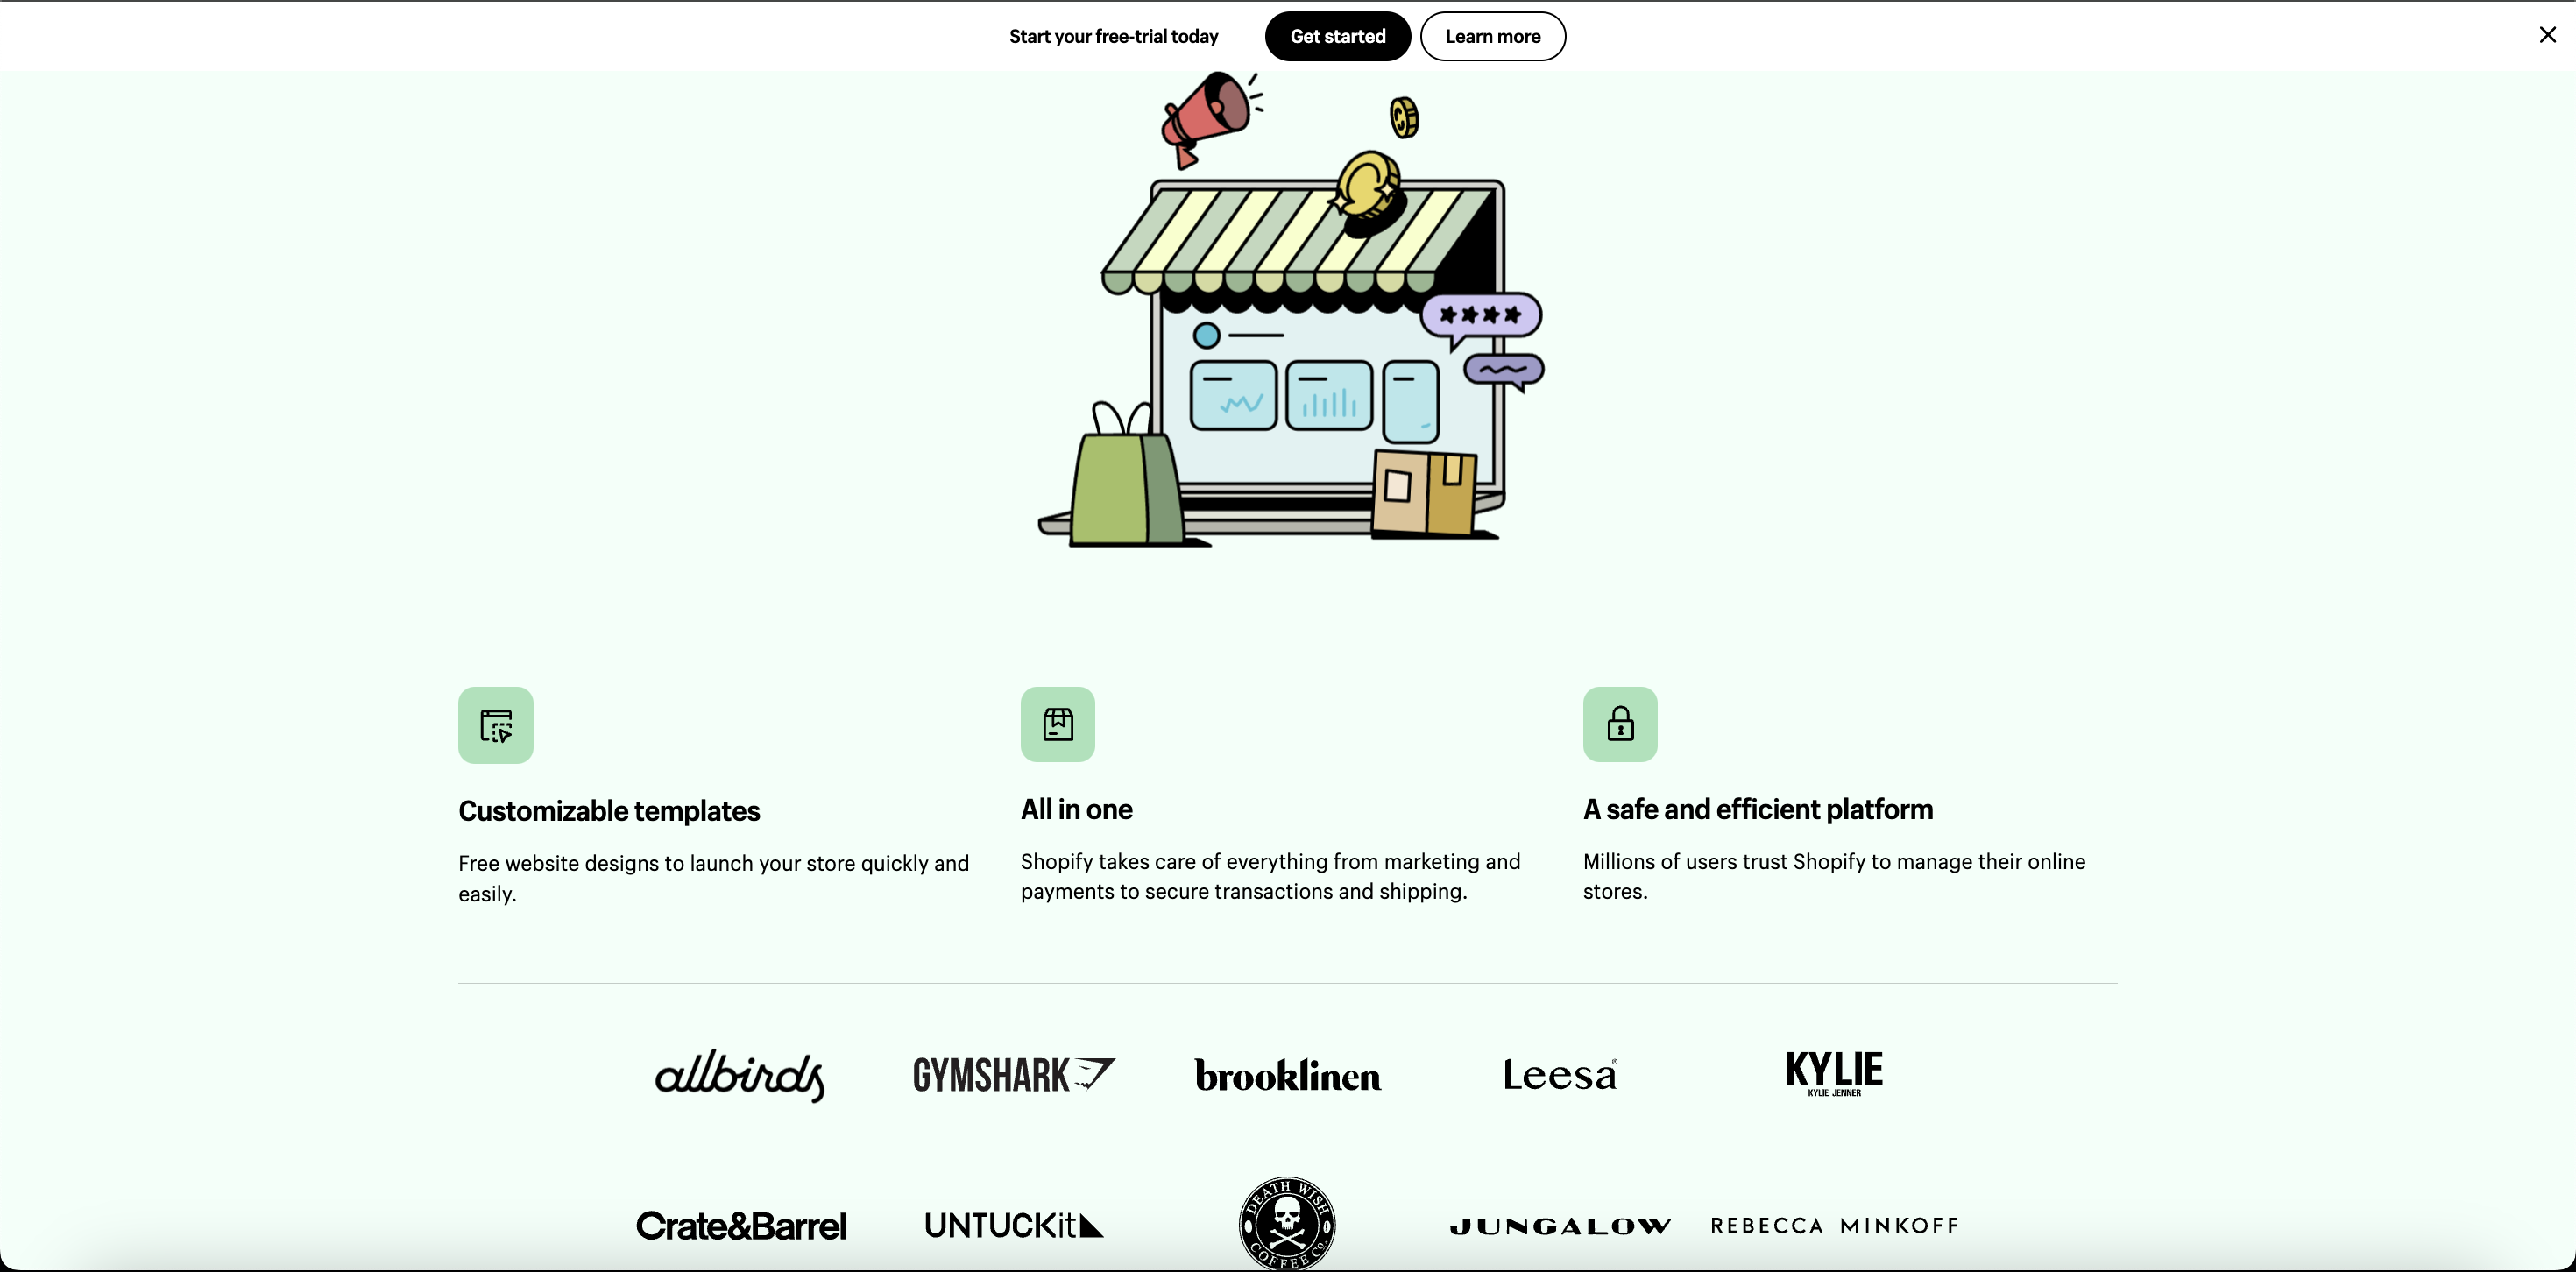 Start your free-trial today
Get started
Learn more
Customizable templates
Free website designs to launch your store quickly and
easily.
All in one
Shopify takes care of everything from marketing and
payments to secure transactions and shipping.
A safe and efficient platform
Millions of users trust Shopify to manage their online
stores.
allbirds
GYMSHARK
brooklinen
Leesa®
KYLIE
KYLIE JENNER
Crate&Barrel
UNTUCKit
DEATH WISH
COFFEE CO.
JUNGALOW
REBECCA MINKOFF